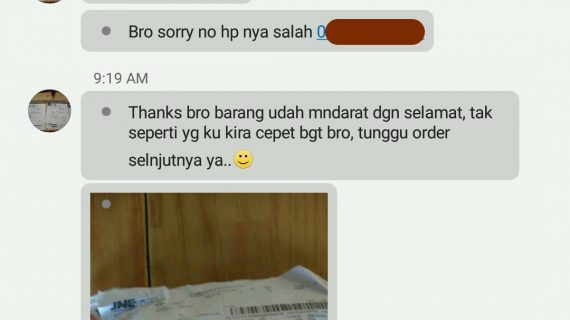 Bro sorry no hp nya salah 0
9:19 AM
Thanks bro barang udah mndarat dgn selamat, tak
seperti yg ku kira cepet bgt bro, tunggu order
selnjutnya ya..
JNE